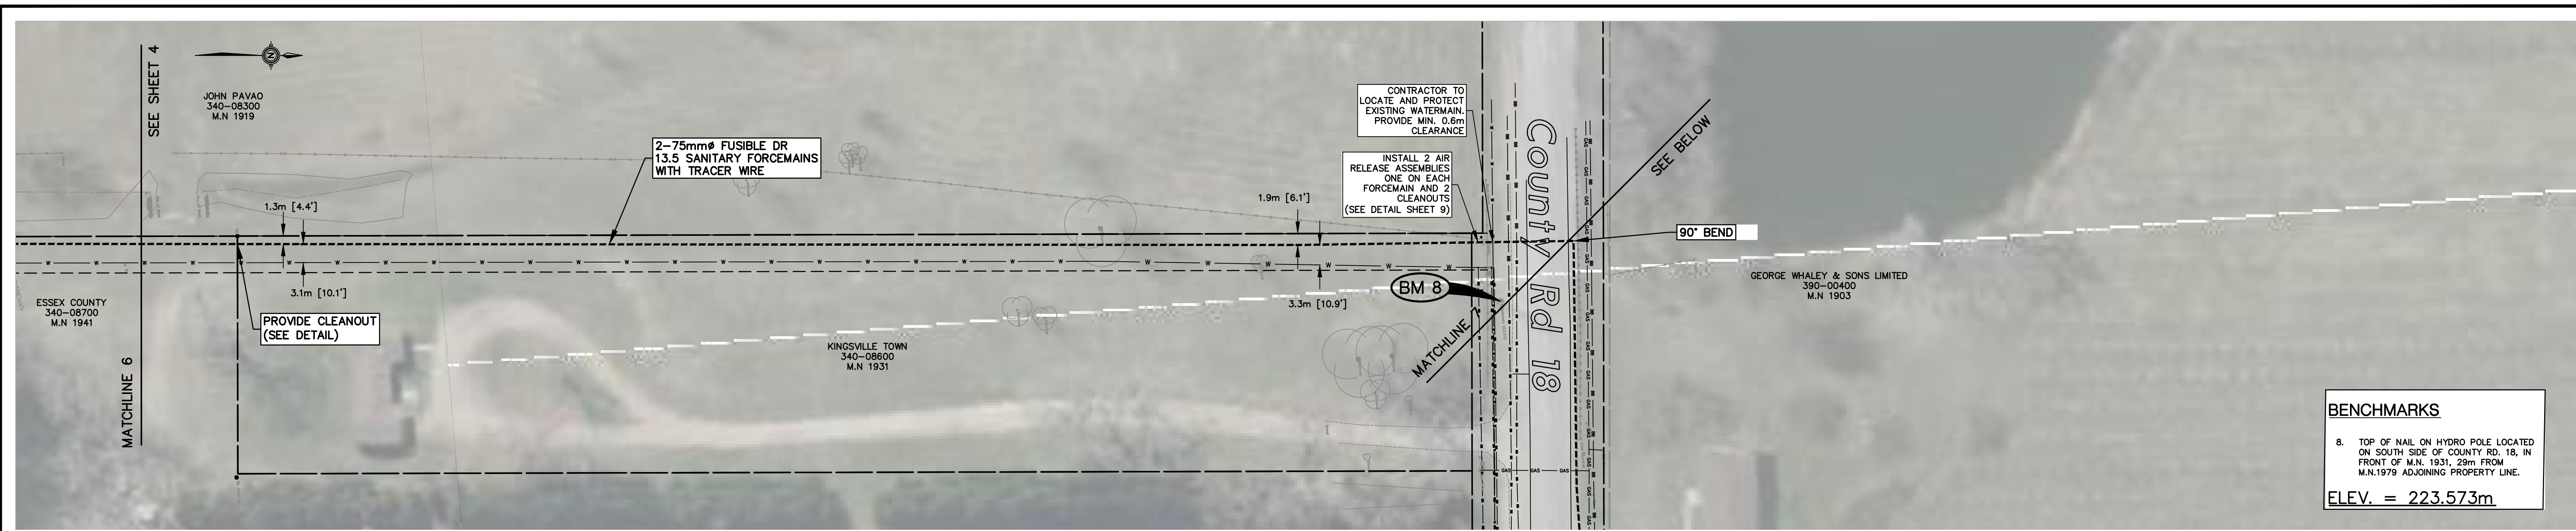 SEE SHEET 4
MATCHLINE 6
N
JOHN PAVAO
340-08300
M.N 1919
ESSEX COUNTY
340-08700
M.N 1941
1.3m [4.4']
3.1m [10.1']
PROVIDE CLEANOUT
(SEE DETAIL)
2-75mmø FUSIBLE DR
13.5 SANITARY FORCEMAINS
WITH TRACER WIRE
W W W W W W W W W W W W W W W W W W W W W W W W W W W W W W
KINGSVILLE TOWN
340-08600
M.N 1931
1.9m [6.1']
3.3m [10.9']
CONTRACTOR TO
LOCATE AND PROTECT
EXISTING WATERMAIN.
PROVIDE MIN. 0.6m
CLEARANCE
INSTALL 2 AIR
RELEASE ASSEMBLIES
ONE ON EACH
FORCEMAIN AND 2
CLEANOUTS
(SEE DETAIL SHEET 9)
BM 8
County Rd 18
MATCHLINE
SEE BELOW
GAS GAS GAS
90° BEND
GEORGE WHALEY & SONS LIMITED
390-00400
M.N 1903
BENCHMARKS
8. TOP OF NAIL ON HYDRO POLE LOCATED
ON SOUTH SIDE OF COUNTY RD. 18, IN
FRONT OF M.N. 1931, 29m FROM
M.N.1979 ADJOINING PROPERTY LINE.
ELEV. = 223.573m